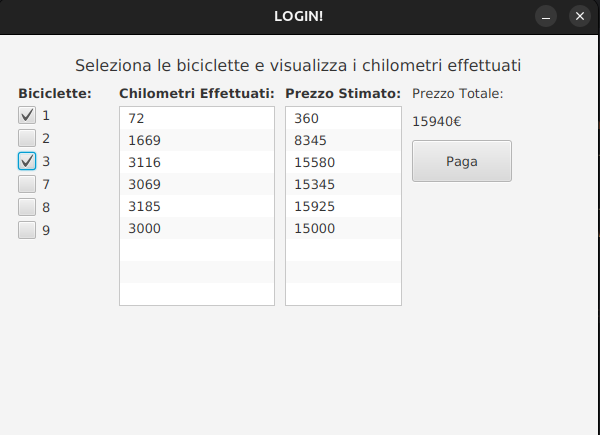 LOGIN!
Seleziona le biciclette e visualizza i chilometri effettuati
Biciclette: Chilometri Effettuati: Prezzo Stimato: Prezzo Totale:
1 72 360 15940€
2 1669 8345
3 3116 15580 Paga
7 3069 15345
8 3185 15925
9 3000 15000